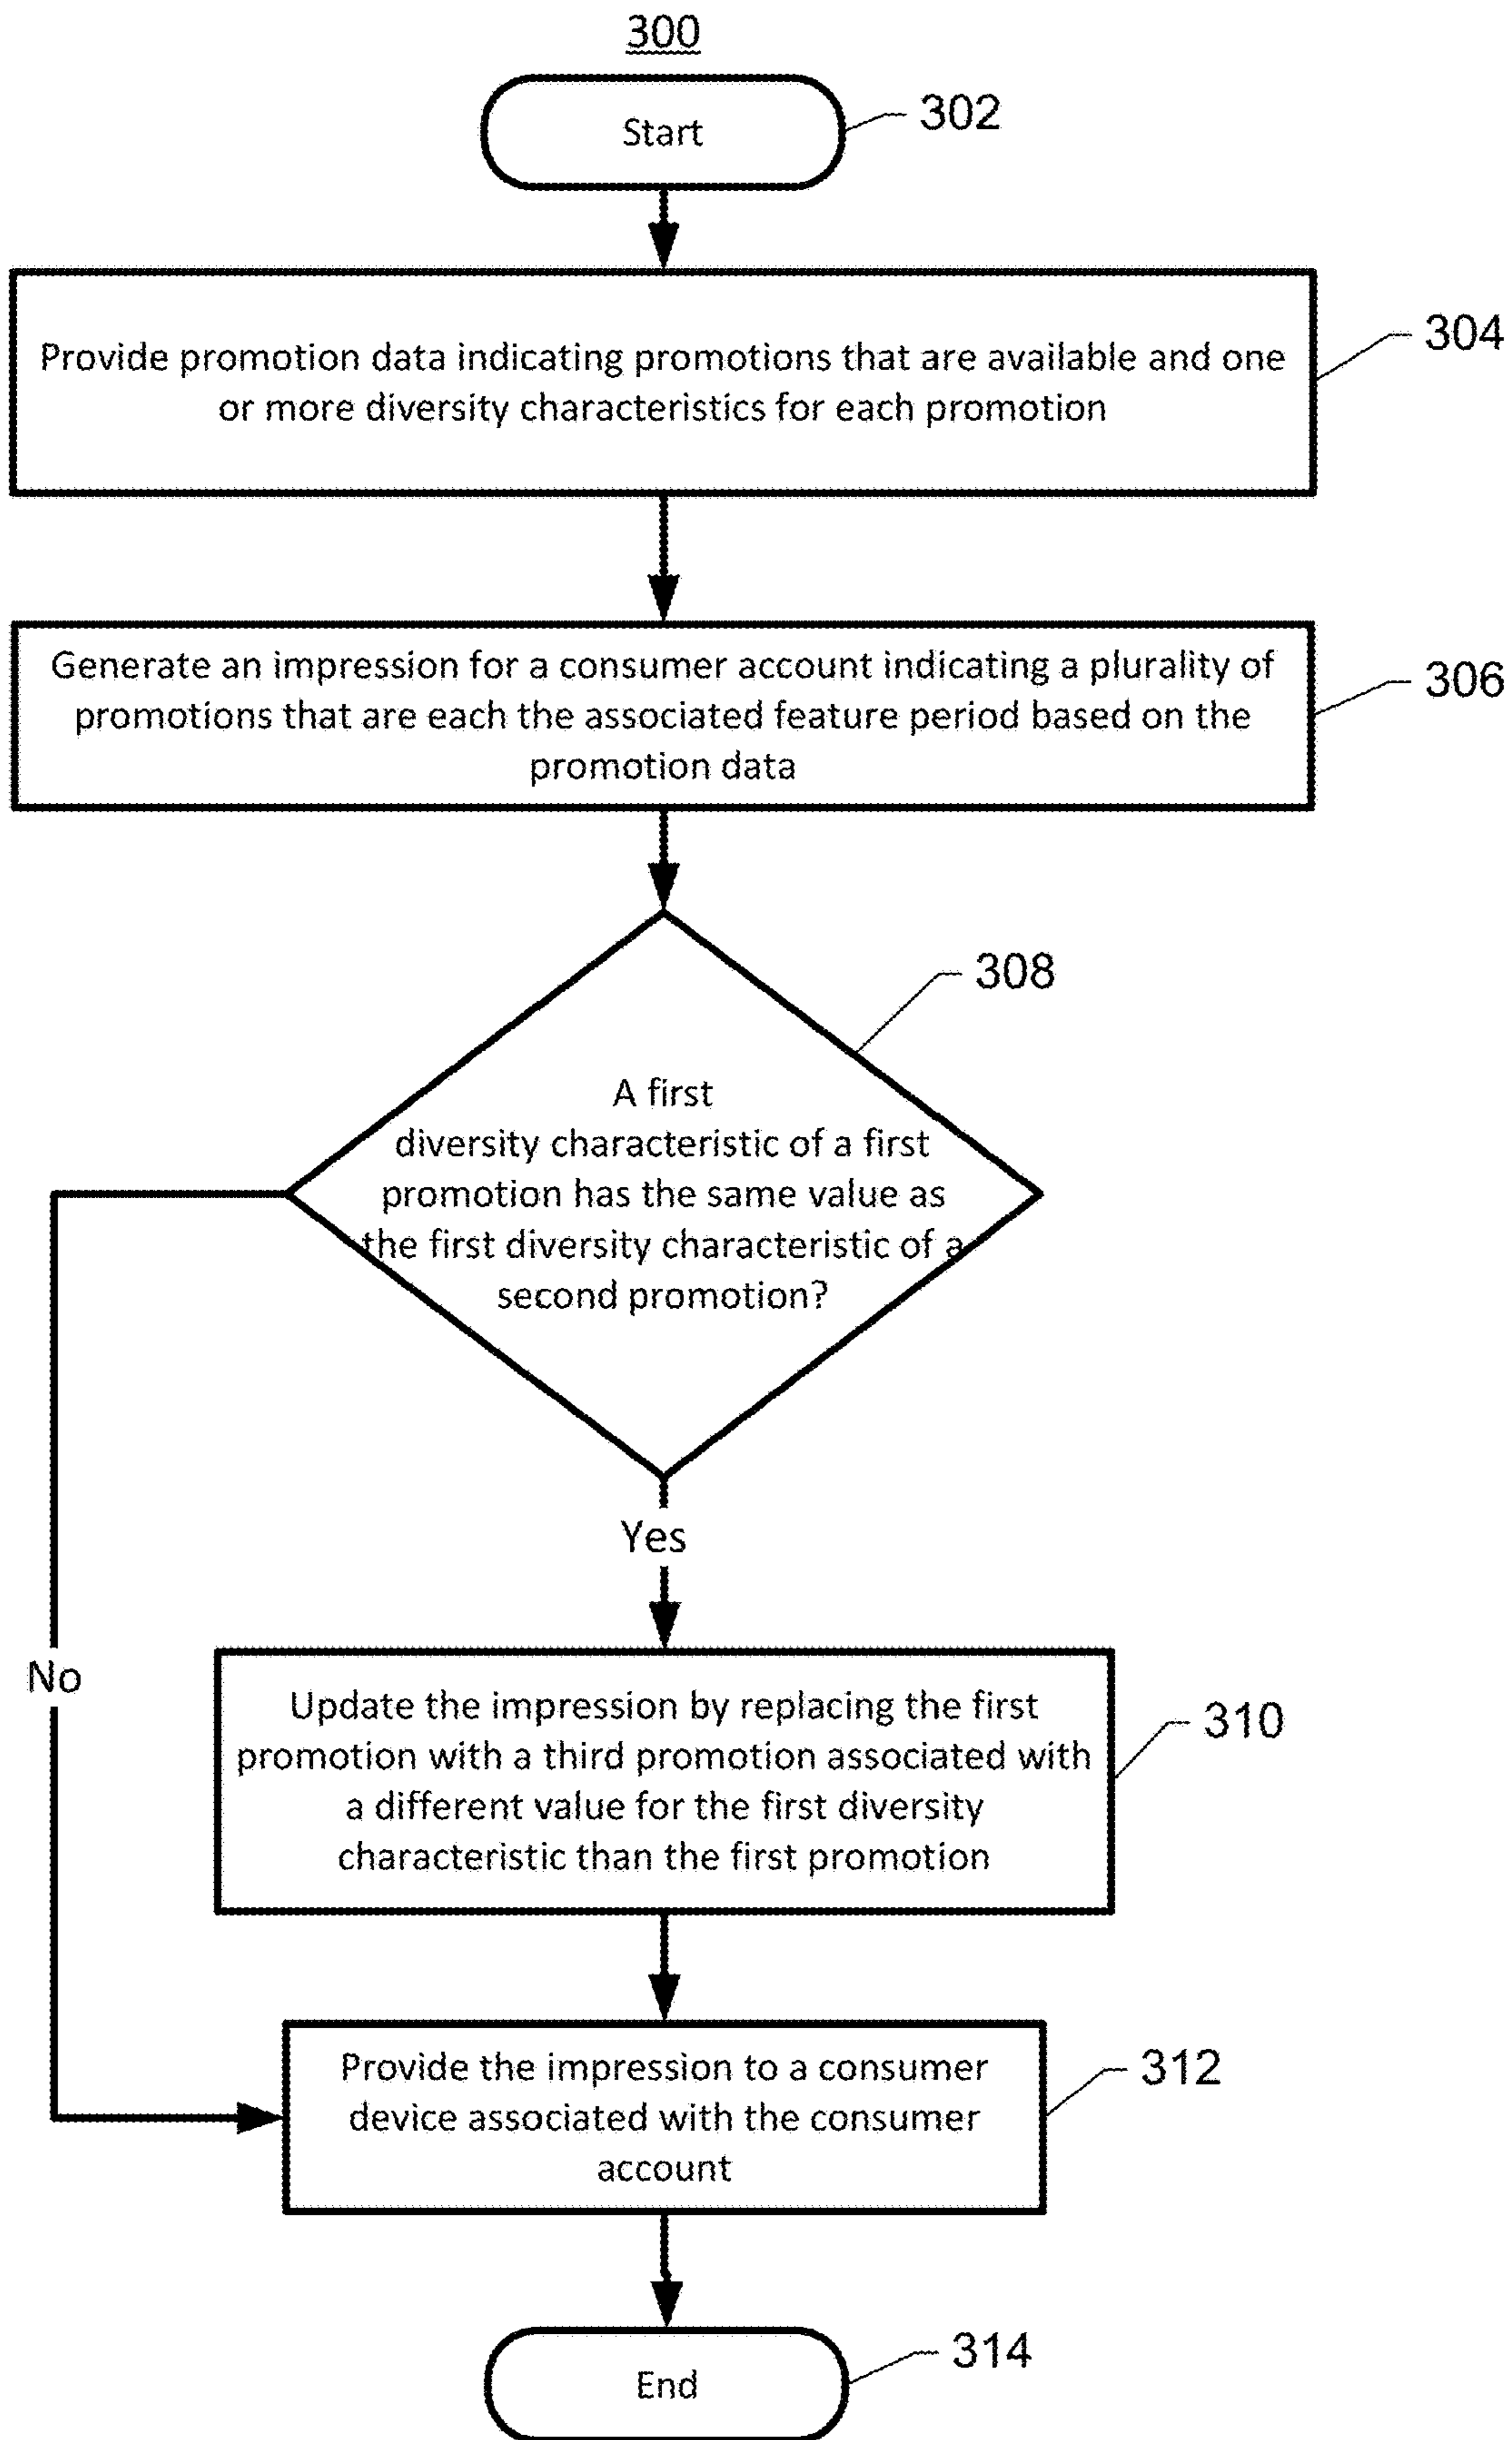 300
Start
302
Provide promotion data indicating promotions that are available and one
or more diversity characteristics for each promotion
304
Generate an impression for a consumer account indicating a plurality of
promotions that are each the associated feature period based on the
promotion data
306
308
A first
diversity characteristic of a first
promotion has the same value as
the first diversity characteristic of a
second promotion?
Yes
No
Update the impression by replacing the first
promotion with a third promotion associated with
a different value for the first diversity
characteristic than the first promotion
310
Provide the impression to a consumer
device associated with the consumer
account
312
End
314